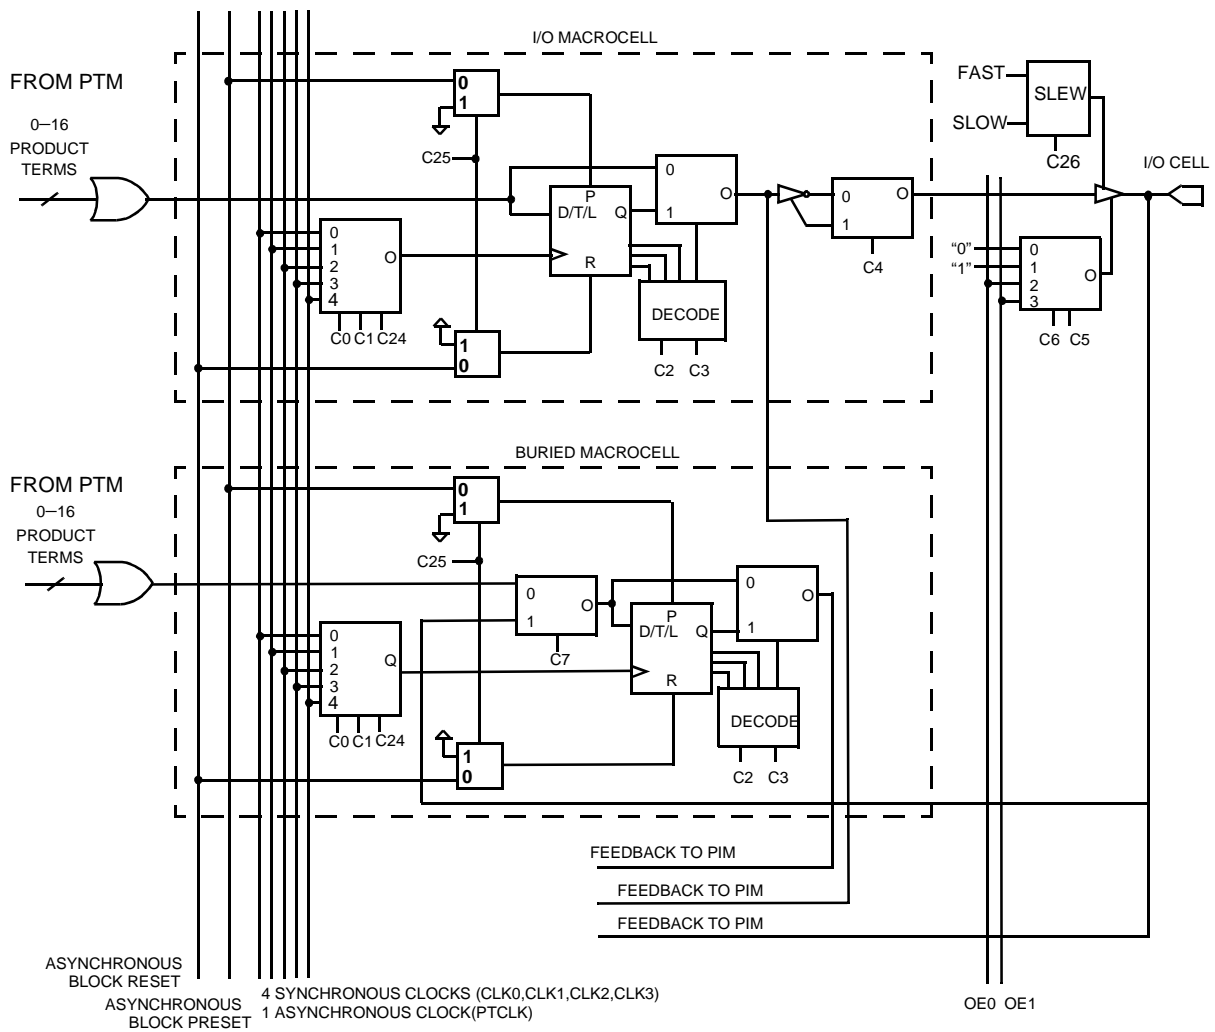 I/O MACROCELL
FROM PTM
0–16
PRODUCT
TERMS
0
1
C25
FAST
SLOW
SLEW
C26
I/O CELL
P
D/T/L
Q
R
0
1
O
0
1
O
C4
0
1
2
3
4
O
C0 C1 C24
DECODE
C2 C3
1
0
"0"
"1"
0
1
2
3
O
C6 C5
BURIED MACROCELL
FROM PTM
0–16
PRODUCT
TERMS
0
1
C25
0
1
O
C7
P
D/T/L
Q
R
0
1
O
0
1
2
3
4
Q
C0 C1 C24
DECODE
C2 C3
1
0
FEEDBACK TO PIM
FEEDBACK TO PIM
FEEDBACK TO PIM
ASYNCHRONOUS
BLOCK RESET
ASYNCHRONOUS
BLOCK PRESET
4 SYNCHRONOUS CLOCKS (CLK0,CLK1,CLK2,CLK3)
1 ASYNCHRONOUS CLOCK(PTCLK)
OE0 OE1